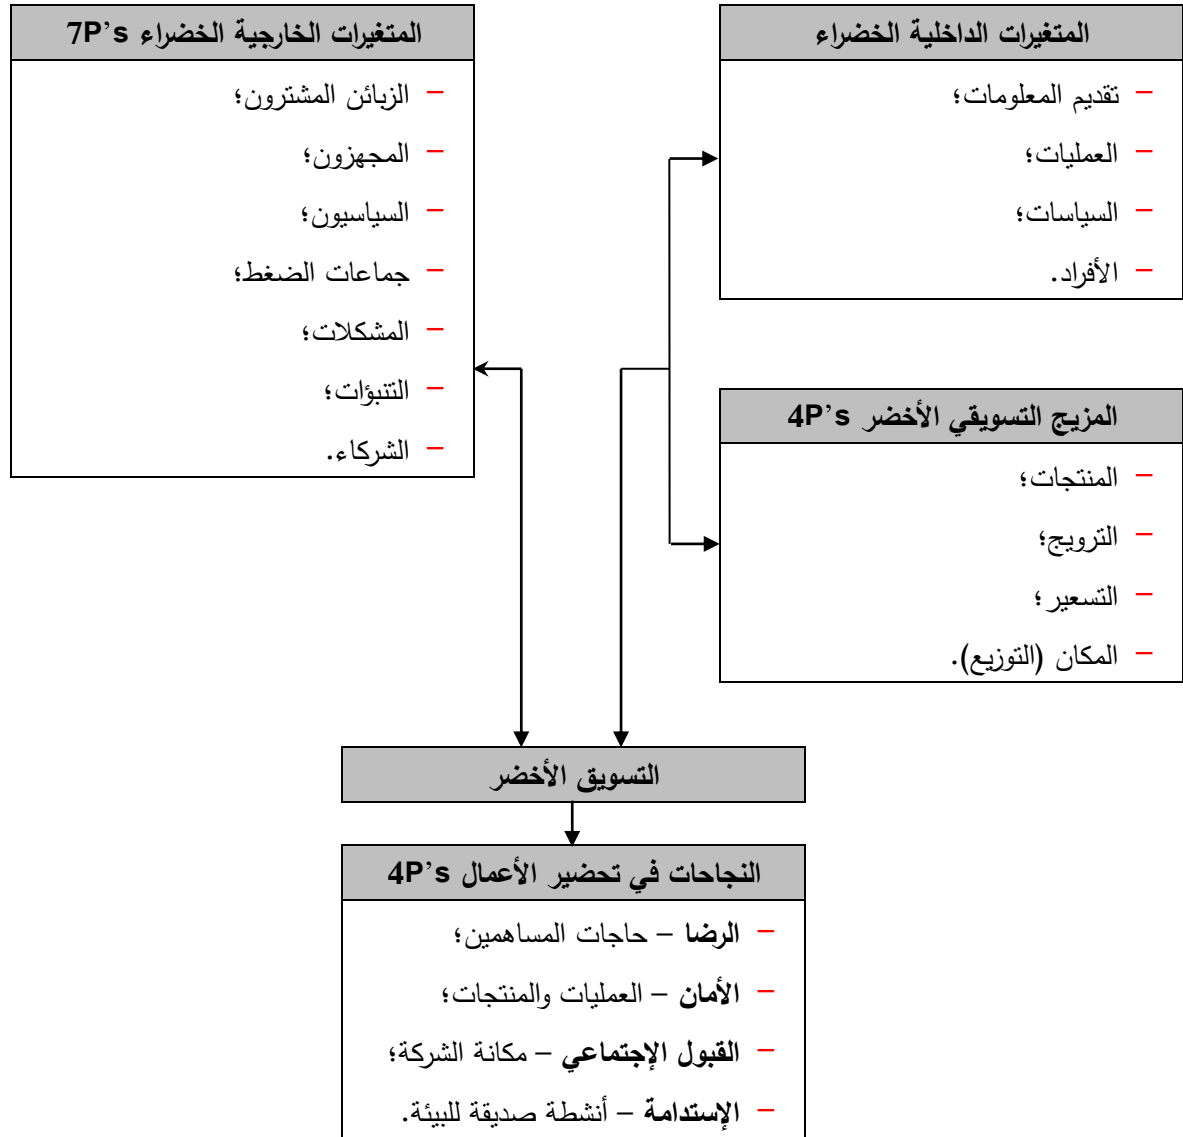 المتغيرات الداخلية الخضراء
– تقديم المعلومات؛
– العمليات؛
– السياسات؛
– الأفراد.
المتغيرات الخارجية الخضراء 7P's
– الزبائن المشترون؛
– المجهزون؛
– السياسيون؛
– جماعات الضغط؛
– المشكلات؛
– التنبؤات؛
– الشركاء.
المزيج التسويقي الأخضر 4P's
– المنتجات؛
– الترويج؛
– التسعير؛
– المكان (التوزيع).
التسويق الأخضر
النجاحات في تحضير الأعمال 4P's
– الرضا – حاجات المساهمين؛
– الأمان – العمليات والمنتجات؛
– القبول الإجتماعي – مكانة الشركة؛
– الإستدامة – أنشطة صديقة للبيئة.